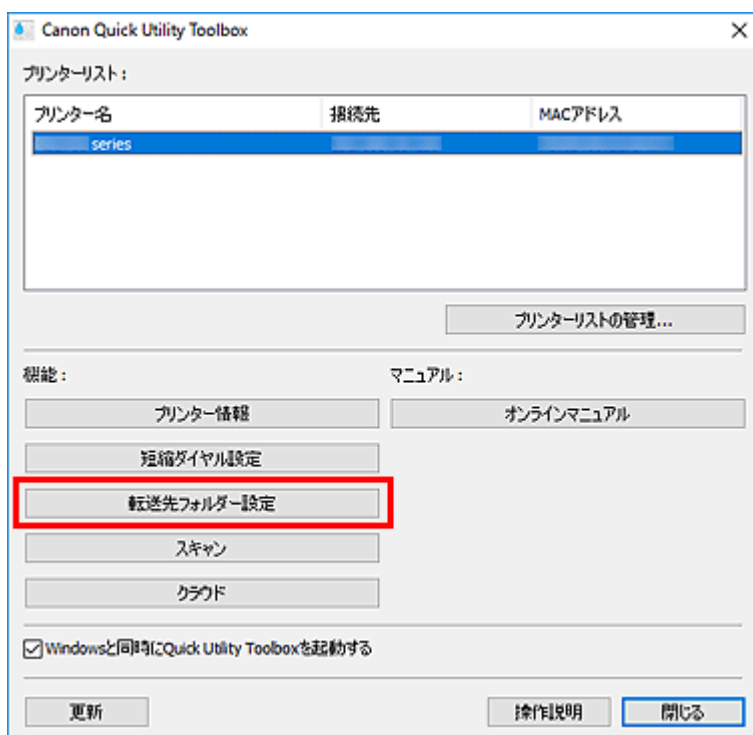 Canon Quick Utility Toolbox
プリンターリスト：
プリンター名 接続先 MACアドレス
series
プリンターリストの管理...
機能： マニュアル：
プリンター情報 オンラインマニュアル
短縮ダイヤル設定
転送先フォルダー設定
スキャン
クラウド
Windowsと同時にQuick Utility Toolboxを起動する
更新 操作説明 閉じる